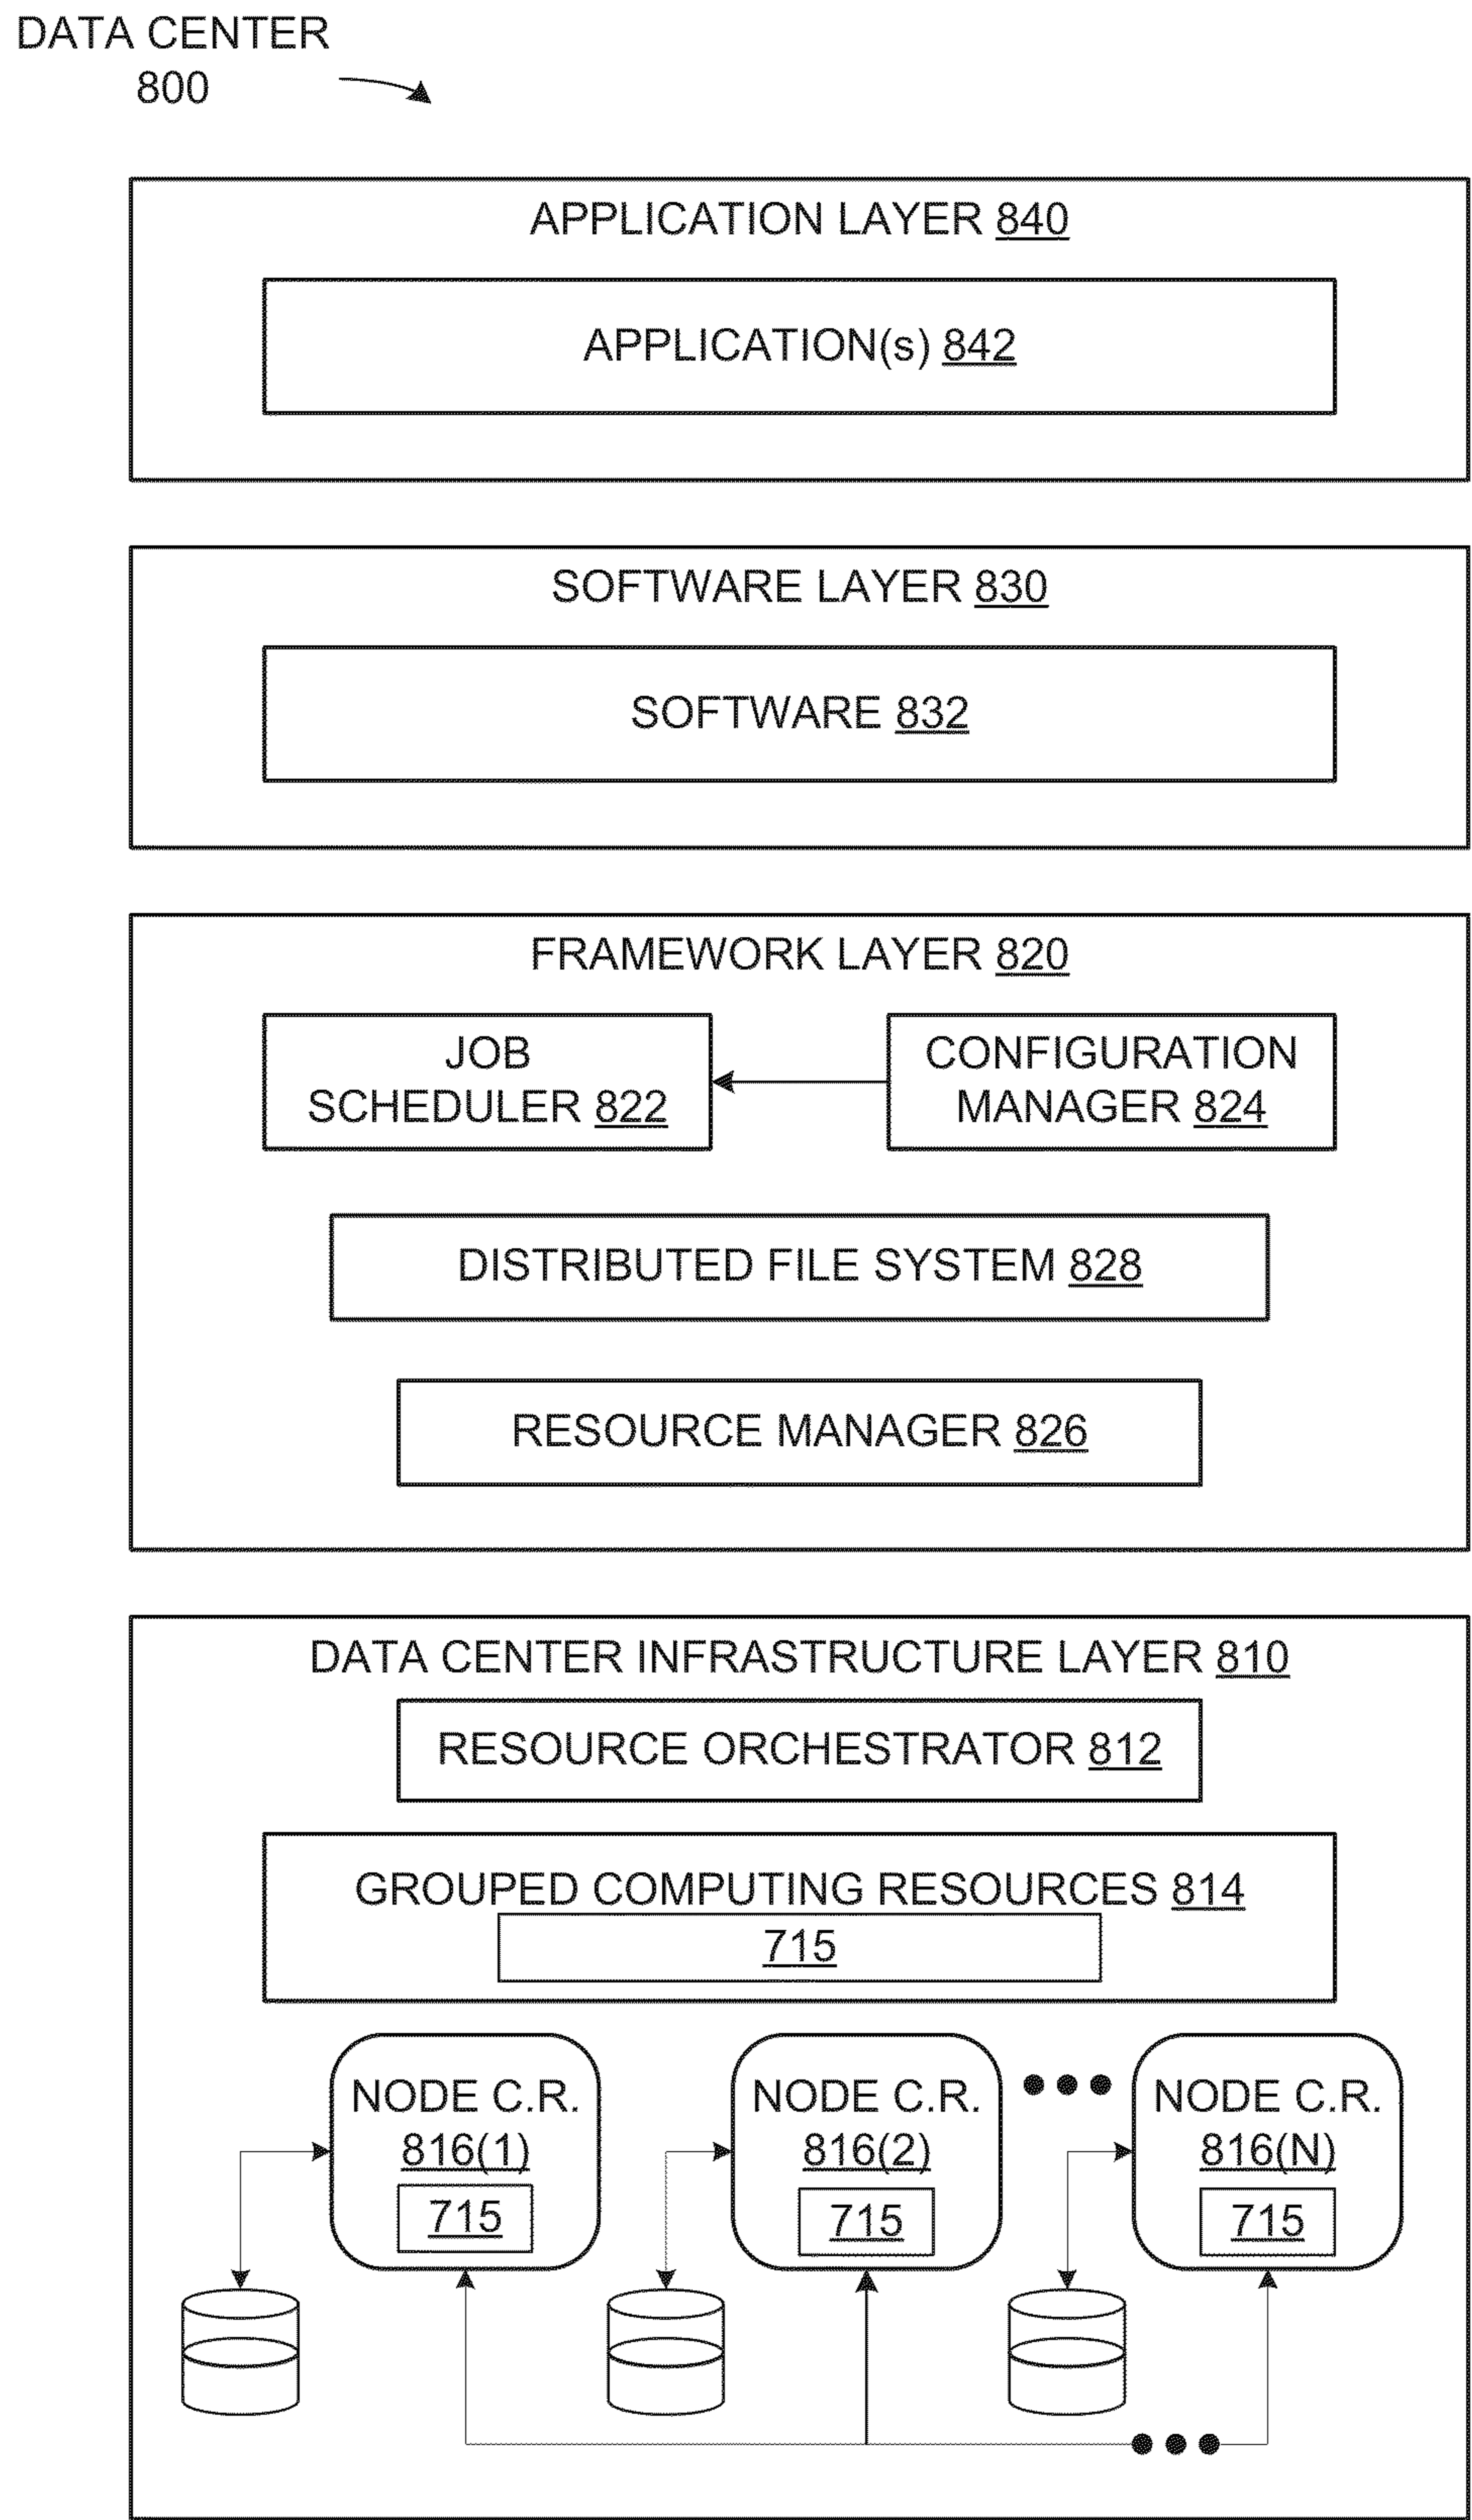 DATA CENTER
800
APPLICATION LAYER 840
APPLICATION(s) 842
SOFTWARE LAYER 830
SOFTWARE 832
FRAMEWORK LAYER 820
JOB
SCHEDULER 822
CONFIGURATION
MANAGER 824
DISTRIBUTED FILE SYSTEM 828
RESOURCE MANAGER 826
DATA CENTER INFRASTRUCTURE LAYER 810
RESOURCE ORCHESTRATOR 812
GROUPED COMPUTING RESOURCES 814
715
NODE C.R.
816(1)
715
NODE C.R.
816(2)
715
NODE C.R.
816(N)
715